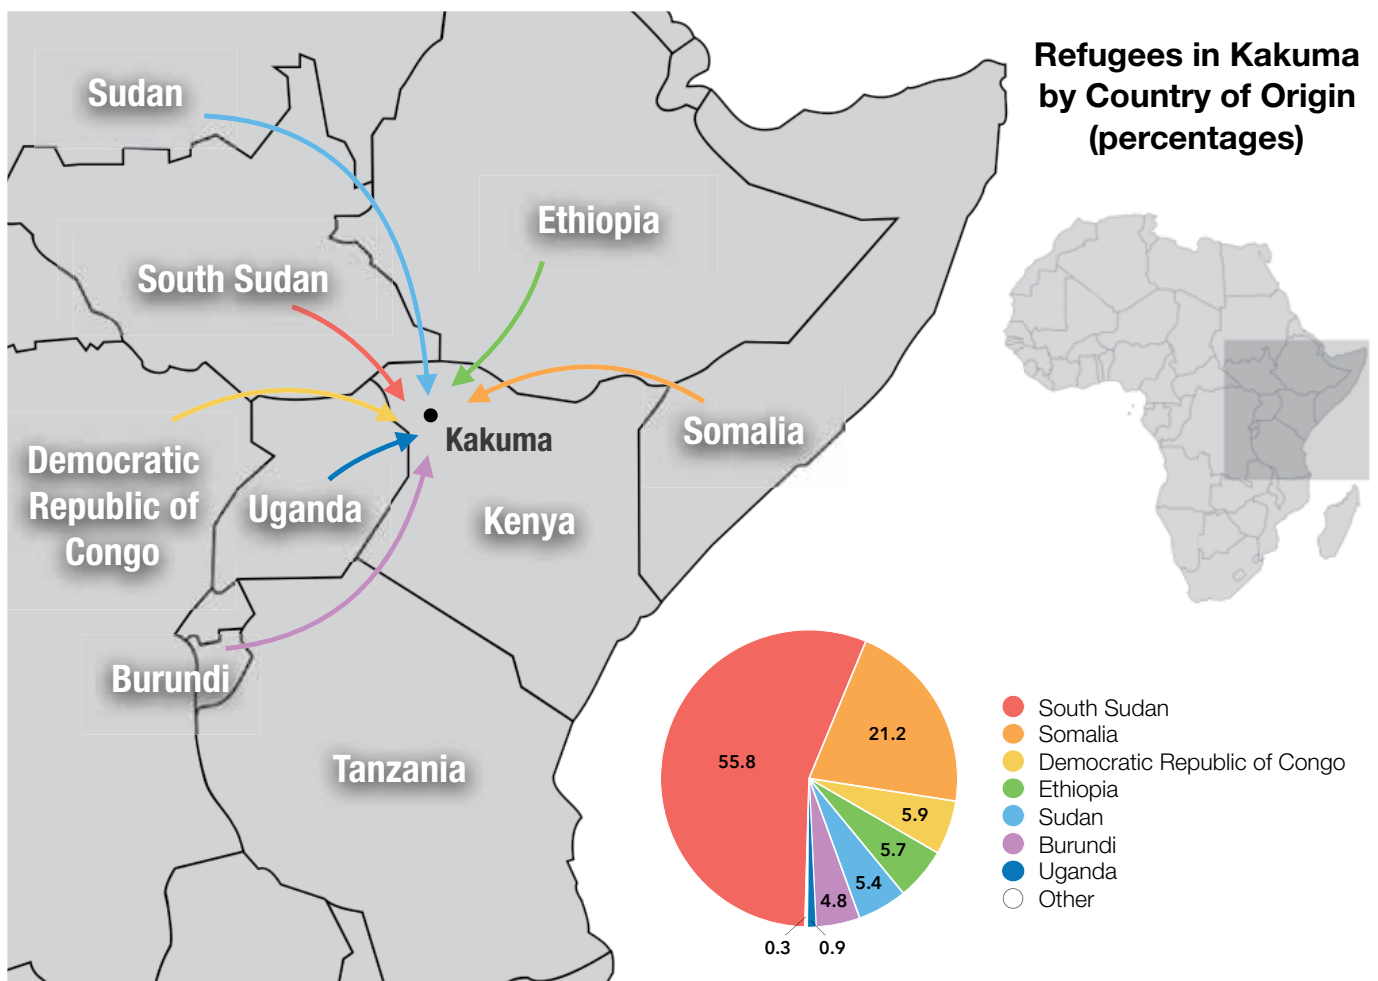 Refugees in Kakuma
by Country of Origin
(percentages)
Sudan
Ethiopia
South Sudan
Somalia
Kakuma
Democratic
Republic of
Congo
Uganda
Kenya
Burundi
Tanzania
55.8
21.2
5.9
5.7
5.4
4.8
0.3
0.9
South Sudan
Somalia
Democratic Republic of Congo
Ethiopia
Sudan
Burundi
Uganda
Other